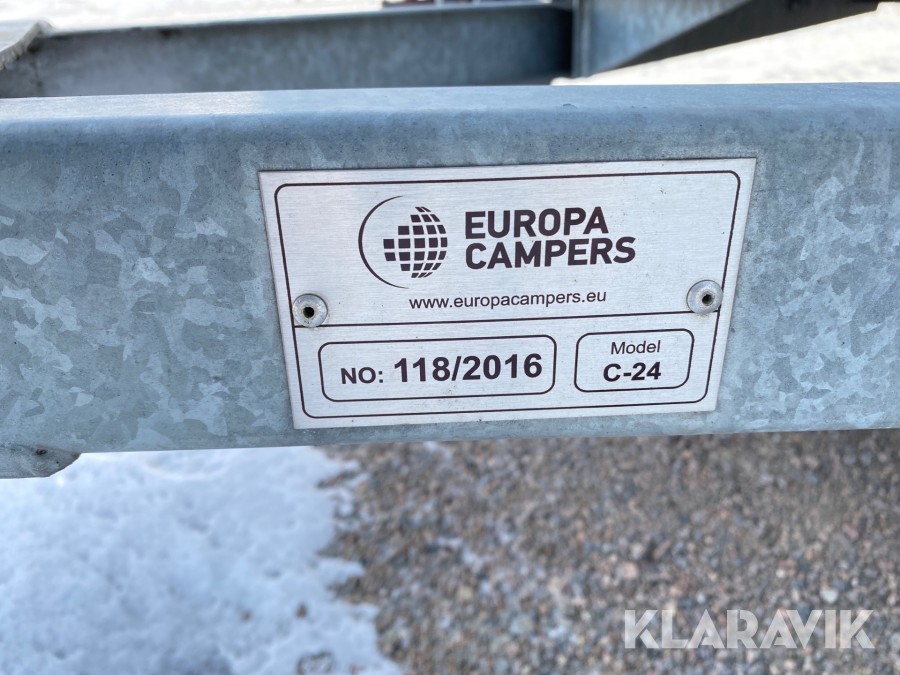 EUROPA
CAMPERS
www.europacampers.eu
NO: 118/2016
Model
C-24
KLARAVIK